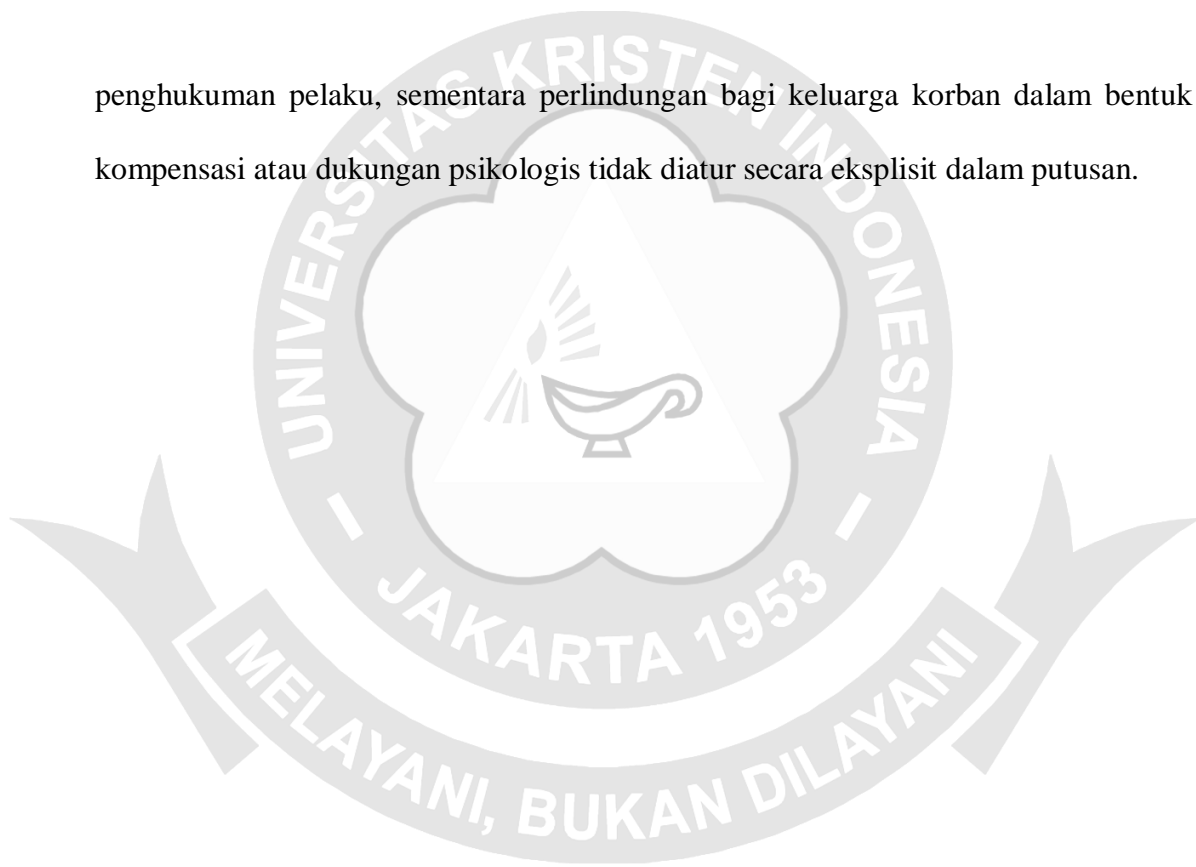 penghukuman pelaku, sementara perlindungan bagi keluarga korban dalam bentuk
kompensasi atau dukungan psikologis tidak diatur secara eksplisit dalam putusan.
UNIVERSITAS KRISTEN INDONESIA
JAKARTA 1953
MELAYANI, BUKAN DILAYANI